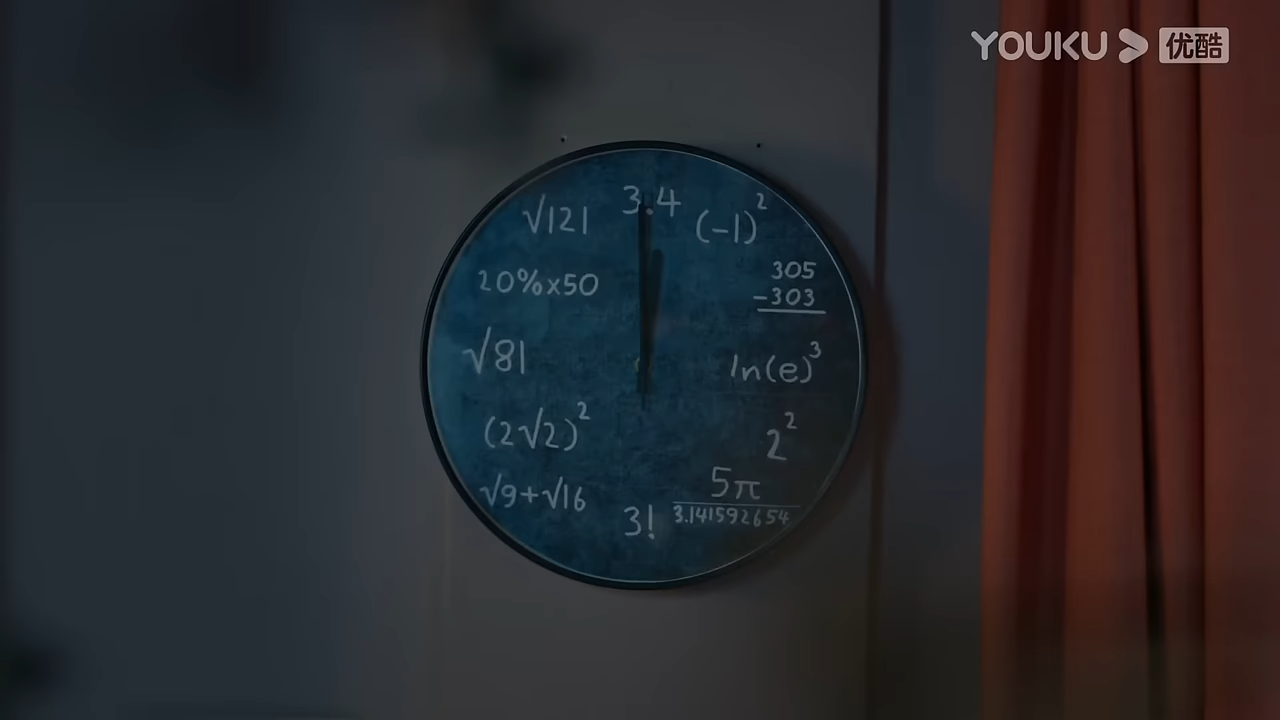 YOUKU 优酷
3.4
(-1)²
305
-303
ln(e)³
2²
5π
3.141592654
3!
√9+√16
(2√2)²
√81
20%x50
√121